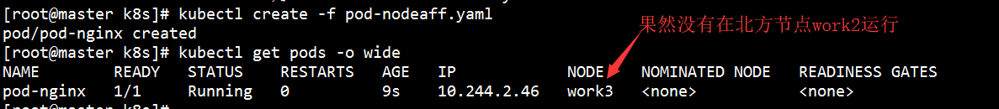 [root@master k8s]# kubectl create -f pod-nodeaff.yaml
pod/pod-nginx created
果然没有在北方节点work2运行
[root@master k8s]# kubectl get pods -o wide
NAME READY STATUS RESTARTS AGE IP NODE NOMINATED NODE READINESS GATES
pod-nginx 1/1 Running 0 9s 10.244.2.46 work3 <none> <none>